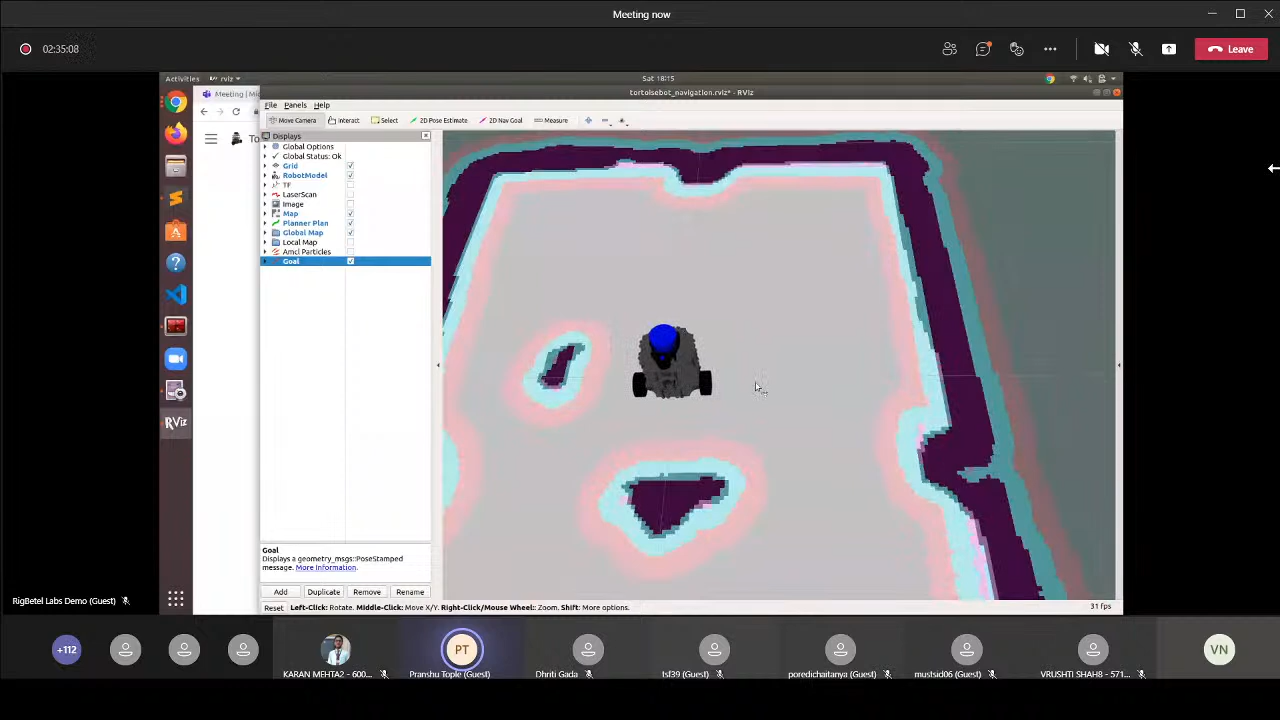 Meeting now
02:35:08
Leave
Activities
rviz
Sat 18:15
Meeting | Mic
tortoisebot_navigation.rviz* - RViz
File Panels Help
Move Camera
Interact
Select
2D Pose Estimate
2D Nav Goal
Measure
To
Displays
Global Options
Global Status: Ok
Grid
RobotModel
TF
LaserScan
Image
Map
Planner Plan
Global Map
Local Map
Amcl Particles
Goal
Goal
Displays a geometry_msgs::PoseStamped
message. More Information.
Add
Duplicate
Remove
Rename
Reset
Left-Click: Rotate. Middle-Click: Move X/Y. Right-Click/Mouse Wheel:: Zoom. Shift: More options.
31 fps
RViz
RigBetel Labs Demo (Guest)
+112
PT
VN
KARAN MEHTA2 - 600...
Pranshu Tople (Guest)
Dhriti Gada
tsf39 (Guest)
poredichaitanya (Guest)
mustsid06 (Guest)
VRUSHTI SHAH8 - 571...